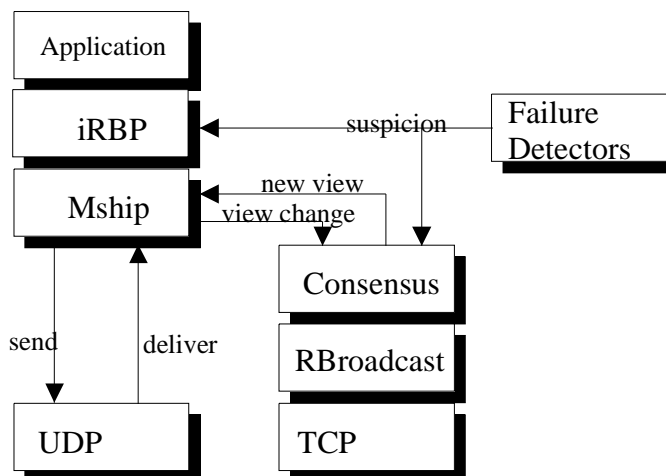 Application
iRBP
suspicion
Failure
Detectors
new view
Mship
view change
Consensus
send
deliver
RBroadcast
UDP
TCP